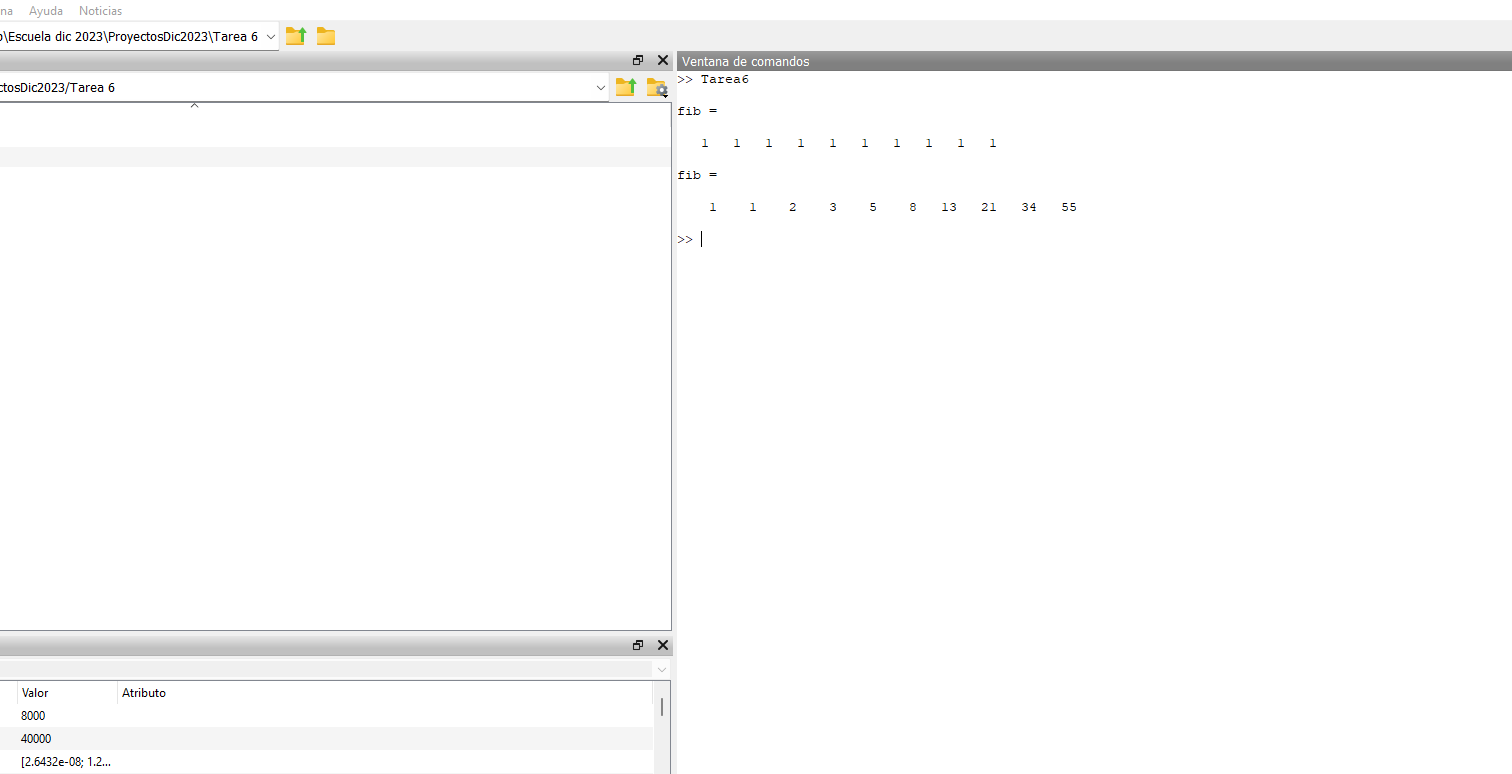 na Ayuda Noticias
\Escuela dic 2023\ProyectosDic2023\Tarea 6
ctosDic2023/Tarea 6
Valor Atributo
8000
40000
[2.6432e-08; 1.2...
Ventana de comandos
>> Tarea6
fib =
1 1 1 1 1 1 1 1 1 1
fib =
1 1 2 3 5 8 13 21 34 55
>>